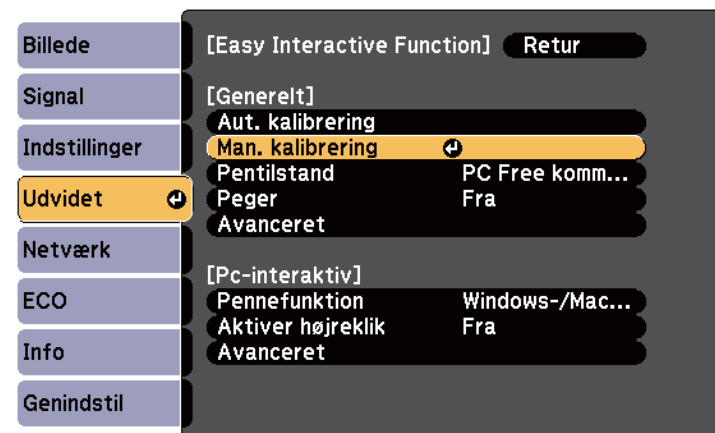 Billede
Signal
Indstillinger
Udvidet
Netværk
ECO
Info
Genindstil
[Easy Interactive Function] Retur
[Generelt]
Aut. kalibrering
Man. kalibrering
Pentilstand PC Free komm...
Peger Fra
Avanceret
[Pc-interaktiv]
Pennefunktion Windows-/Mac...
Aktiver højreklik Fra
Avanceret